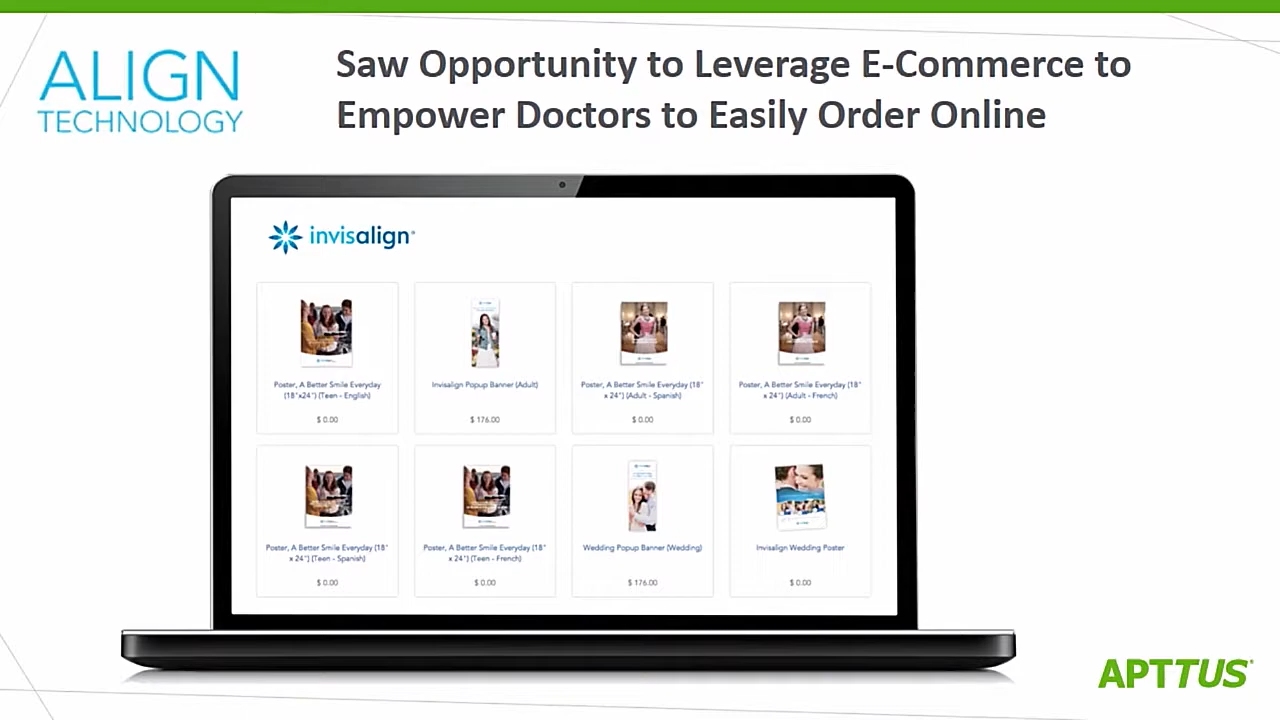 ALIGN
TECHNOLOGY
Saw Opportunity to Leverage E-Commerce to
Empower Doctors to Easily Order Online
invisalign
Poster, A Better Smile Everyday
(18"x24") (Teen - English)
$ 0.00
Invisalign Popup Banner (Adult)
$ 176.00
Poster, A Better Smile Everyday (18"
x 24") (Adult - Spanish)
$ 0.00
Poster, A Better Smile Everyday (18"
x 24") (Adult - French)
$ 0.00
Poster, A Better Smile Everyday (18"
x 24") (Teen - Spanish)
$ 0.00
Poster, A Better Smile Everyday (18"
x 24") (Teen - French)
$ 0.00
Wedding Popup Banner (Wedding)
$ 176.00
Invisalign Wedding Poster
$ 0.00
APTTUS